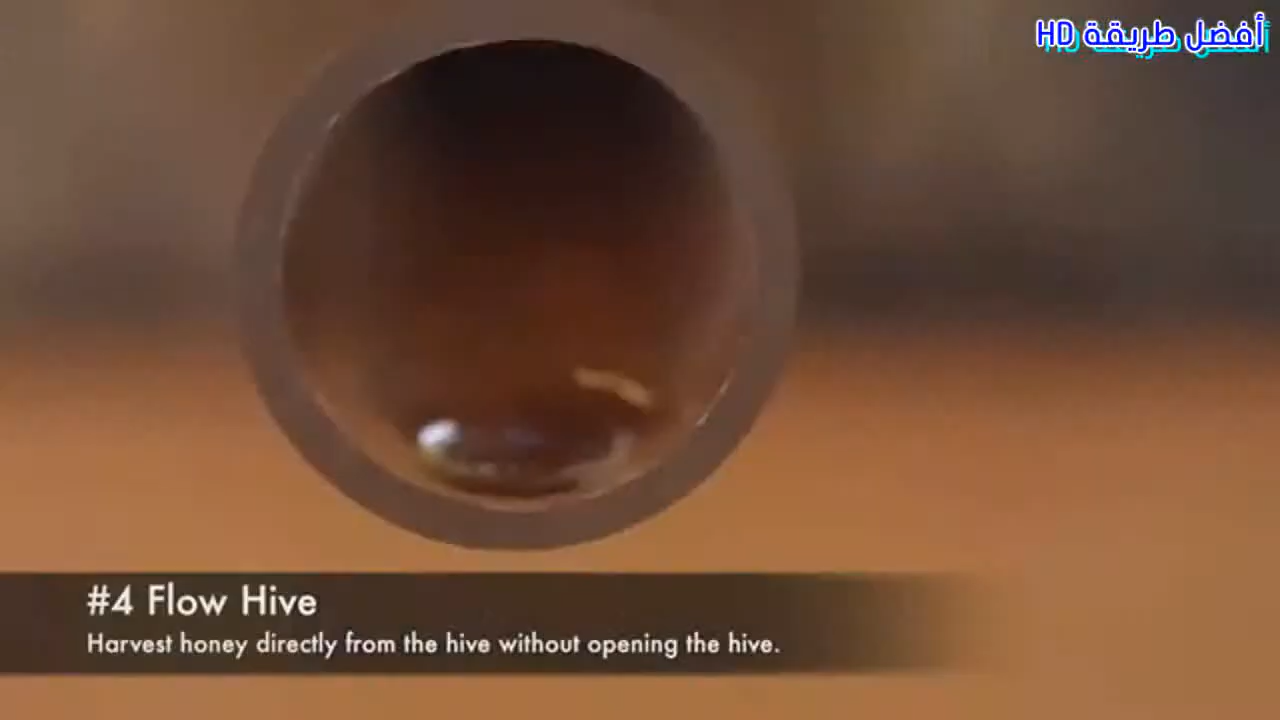 أفضل طريقة HD
#4 Flow Hive
Harvest honey directly from the hive without opening the hive.